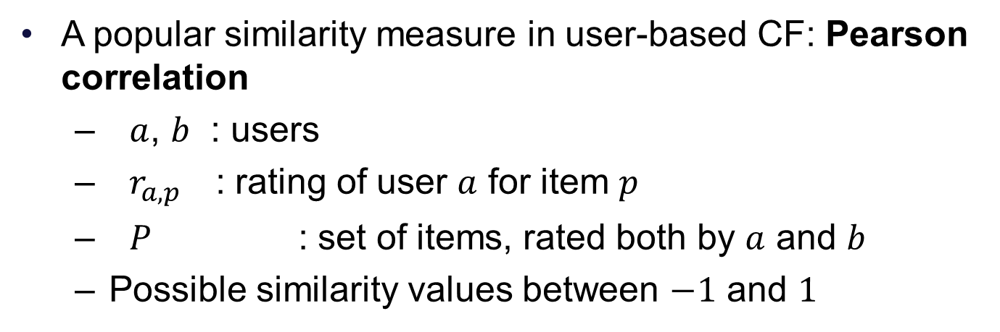 • A popular similarity measure in user-based CF: Pearson
correlation
– a, b : users
– r_{a,p} : rating of user a for item p
– P : set of items, rated both by a and b
– Possible similarity values between −1 and 1